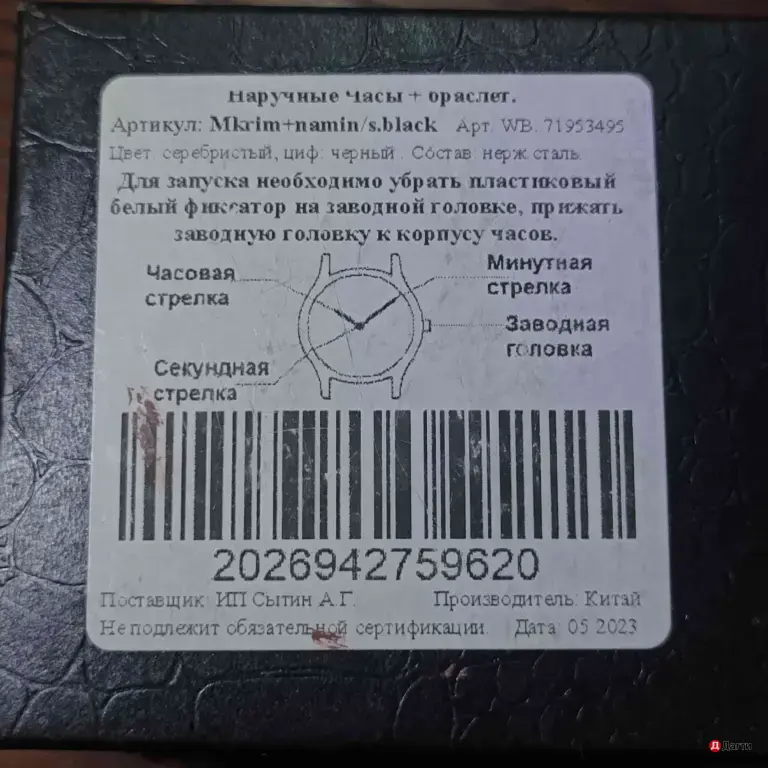 Наручные часы + браслет.
Артикул: Mkrim+namin/s.black Арт. WB. 71953495
Цвет: серебристый, циф: черный. Состав: нерж.сталь.
Для запуска необходимо убрать пластиковый
белый фиксатор на заводной головке, прижать
заводную головку к корпусу часов.
Часовая стрелка
Минутная стрелка
Заводная головка
Секундная стрелка
2026942759620
Поставщик: ИП Сытин А.Г. Производитель: Китай
Не подлежит обязательной сертификации. Дата: 05 2023
Дагти